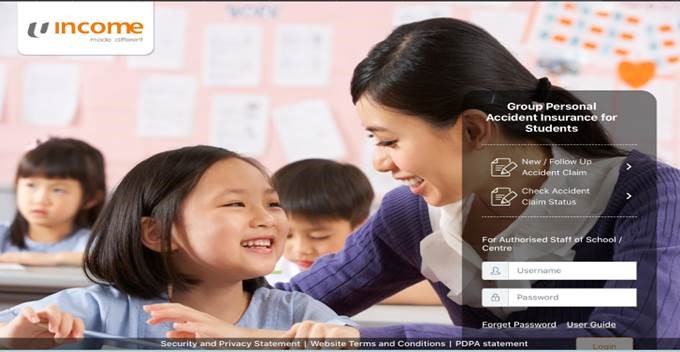 income
made different
Group Personal
Accident Insurance for
Students
New / Follow Up
Accident Claim
Check Accident
Claim Status
For Authorised Staff of School /
Centre
Username
Password
Forget Password User Guide
Login
Security and Privacy Statement | Website Terms and Conditions | PDPA statement